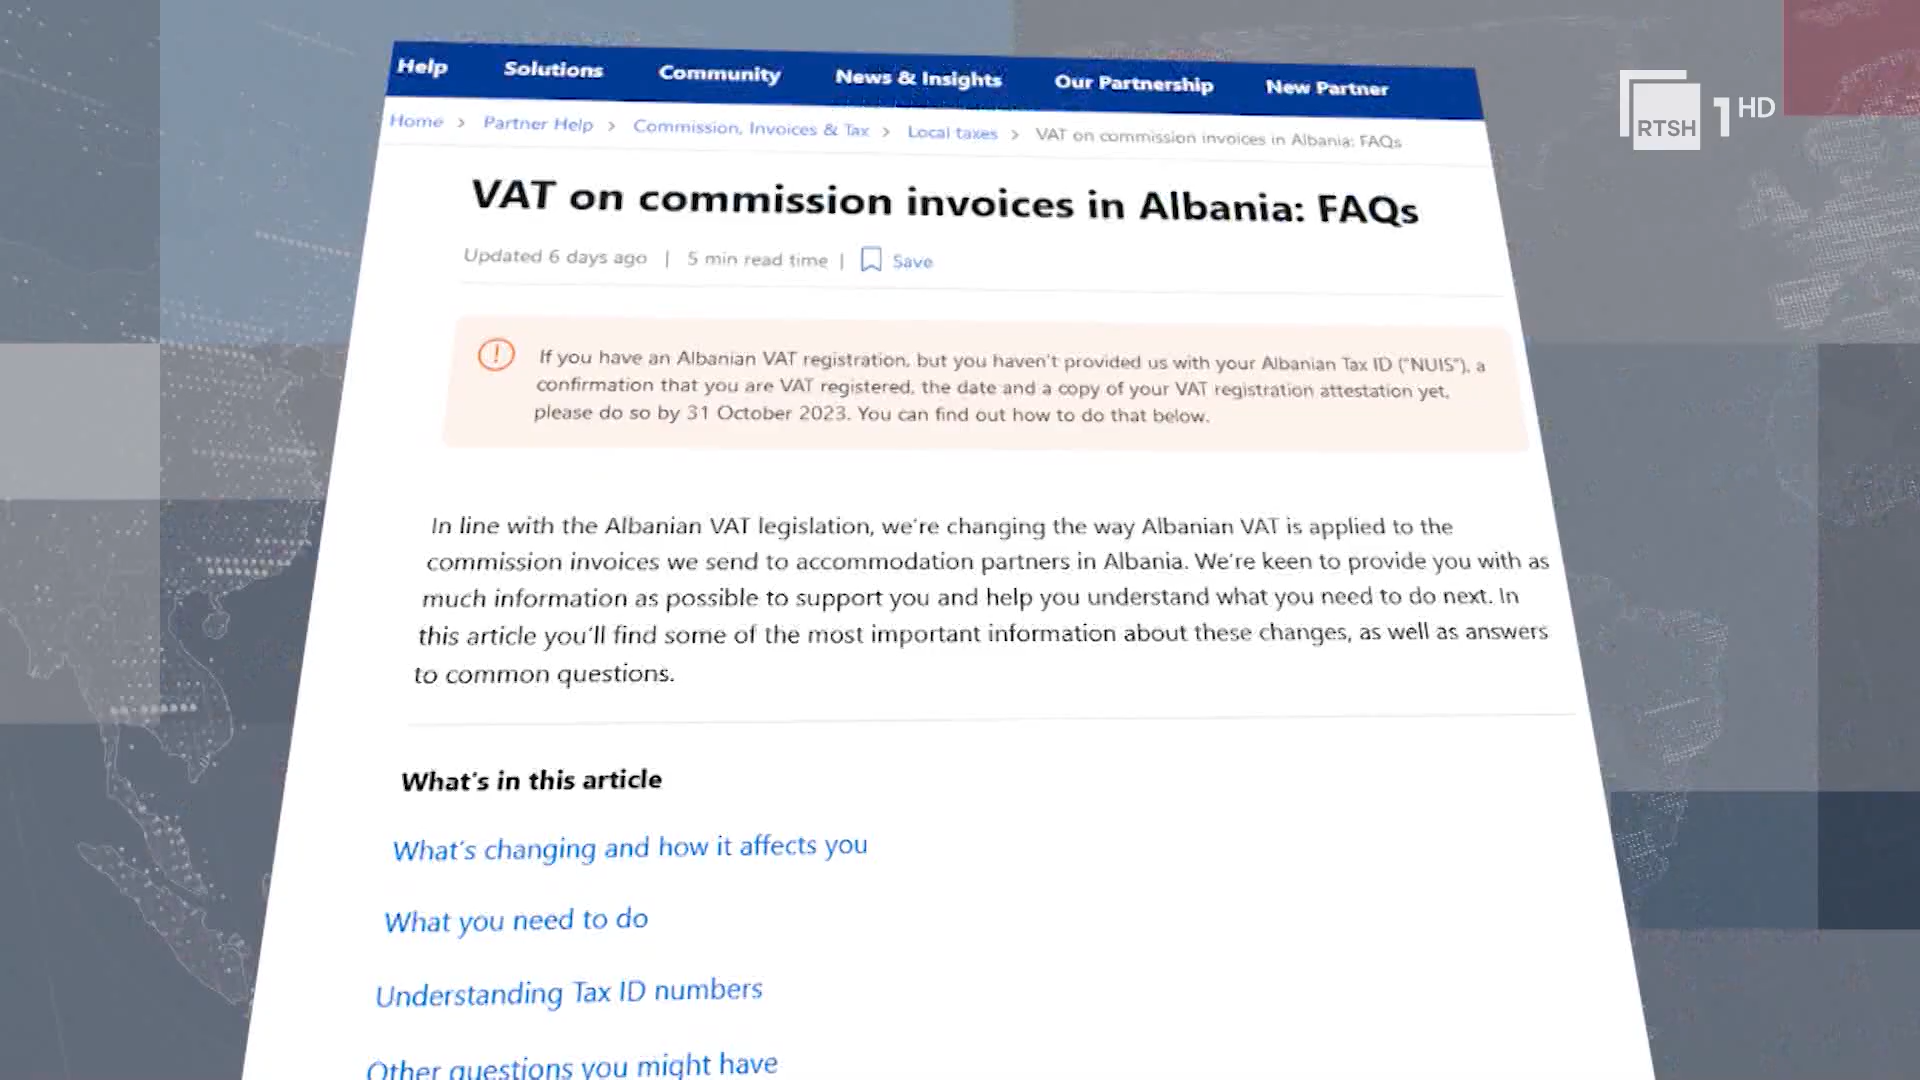 Help Solutions Community News & Insights Our Partnership New Partner
RTSH 1 HD
Home > Partner Help > Commission, Invoices & Tax > Local taxes > VAT on commission invoices in Albania: FAQs
VAT on commission invoices in Albania: FAQs
Updated 6 days ago | 5 min read time | Save
If you have an Albanian VAT registration, but you haven't provided us with your Albanian Tax ID ("NUIS"), a
confirmation that you are VAT registered, the date and a copy of your VAT registration attestation yet,
please do so by 31 October 2023. You can find out how to do that below.
In line with the Albanian VAT legislation, we're changing the way Albanian VAT is applied to the
commission invoices we send to accommodation partners in Albania. We're keen to provide you with as
much information as possible to support you and help you understand what you need to do next. In
this article you'll find some of the most important information about these changes, as well as answers
to common questions.
What's in this article
What's changing and how it affects you
What you need to do
Understanding Tax ID numbers
Other questions you might have